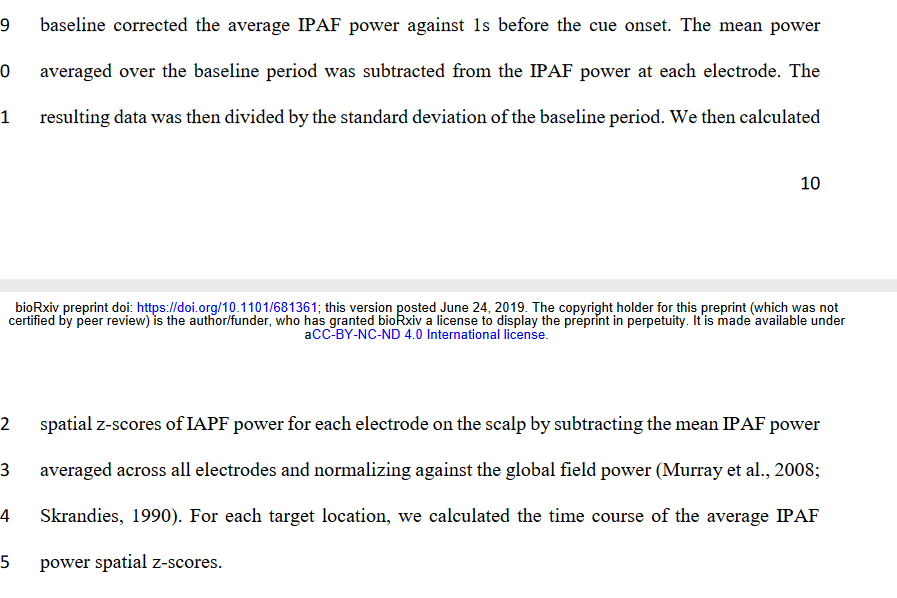 9 baseline corrected the average IPAF power against 1s before the cue onset. The mean power
0 averaged over the baseline period was subtracted from the IPAF power at each electrode. The
1 resulting data was then divided by the standard deviation of the baseline period. We then calculated
10
bioRxiv preprint doi: https://doi.org/10.1101/681361; this version posted June 24, 2019. The copyright holder for this preprint (which was not
certified by peer review) is the author/funder, who has granted bioRxiv a license to display the preprint in perpetuity. It is made available under
aCC-BY-NC-ND 4.0 International license.
2 spatial z-scores of IAPF power for each electrode on the scalp by subtracting the mean IPAF power
3 averaged across all electrodes and normalizing against the global field power (Murray et al., 2008;
4 Skrandies, 1990). For each target location, we calculated the time course of the average IPAF
5 power spatial z-scores.